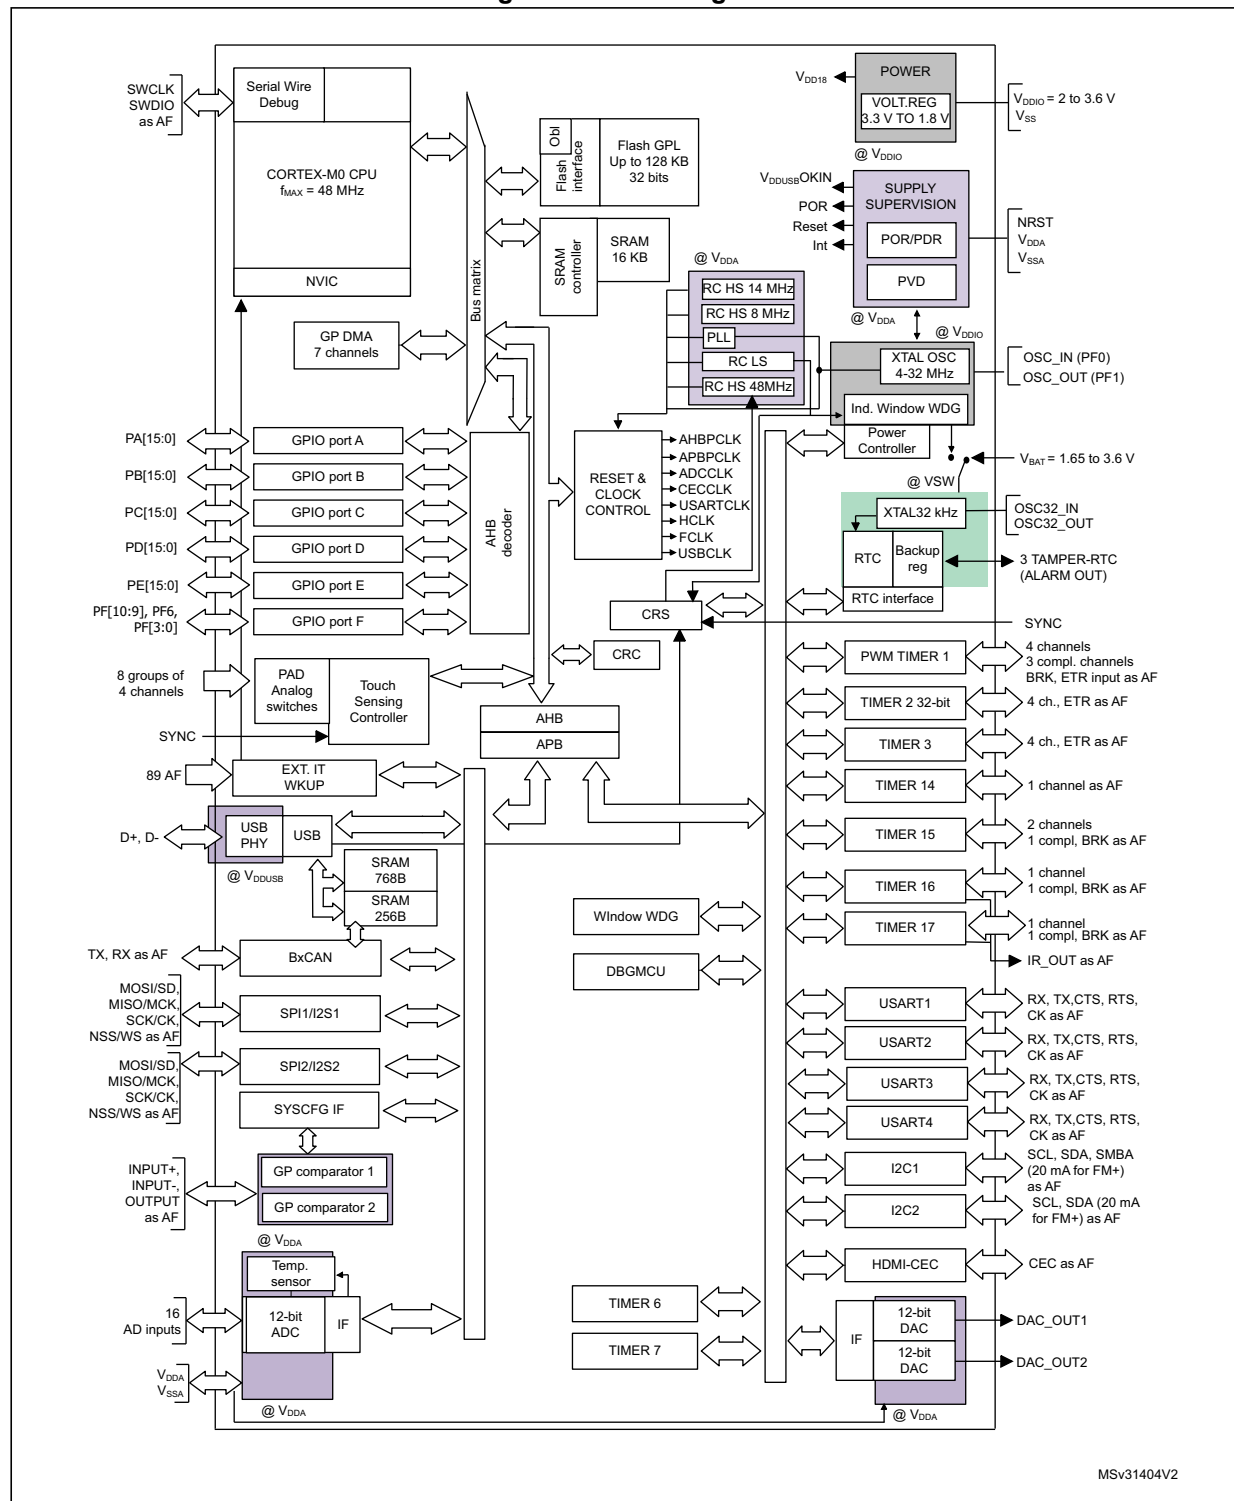 SWCLK
SWDIO
as AF
Serial Wire
Debug
CORTEX-M0 CPU
fMAX = 48 MHz
NVIC
GP DMA
7 channels
Bus matrix
Obl
Flash
interface
Flash GPL
Up to 128 KB
32 bits
SRAM
controller
SRAM
16 KB
VDD18
POWER
VOLT.REG
3.3 V TO 1.8 V
VDDIO = 2 to 3.6 V
VSS
@ VDDIO
VDDUSBOKIN
POR
Reset
Int
SUPPLY
SUPERVISION
POR/PDR
PVD
NRST
VDDA
VSSA
@ VDDA
@ VDDA
RC HS 14 MHz
RC HS 8 MHz
PLL
RC LS
RC HS 48MHz
@ VDDIO
XTAL OSC
4-32 MHz
OSC_IN (PF0)
OSC_OUT (PF1)
Ind. Window WDG
Power
Controller
VBAT = 1.65 to 3.6 V
@ VSW
XTAL32 kHz
OSC32_IN
OSC32_OUT
RTC
Backup
reg
RTC interface
3 TAMPER-RTC
(ALARM OUT)
PA[15:0]
GPIO port A
PB[15:0]
GPIO port B
PC[15:0]
GPIO port C
PD[15:0]
GPIO port D
PE[15:0]
GPIO port E
PF[10:9], PF6,
PF[3:0]
GPIO port F
AHB
decoder
RESET &
CLOCK
CONTROL
AHBPCLK
APBPCLK
ADCCLK
CECCLK
USARTCLK
HCLK
FCLK
USBCLK
CRS
SYNC
CRC
8 groups of
4 channels
PAD
Analog
switches
Touch
Sensing
Controller
SYNC
AHB
APB
89 AF
EXT. IT
WKUP
D+, D-
USB
PHY
USB
@ VDDUSB
SRAM
768B
SRAM
256B
TX, RX as AF
BxCAN
MOSI/SD,
MISO/MCK,
SCK/CK,
NSS/WS as AF
SPI1/I2S1
MOSI/SD,
MISO/MCK,
SCK/CK,
NSS/WS as AF
SPI2/I2S2
SYSCFG IF
INPUT+,
INPUT-,
OUTPUT
as AF
GP comparator 1
GP comparator 2
@ VDDA
Temp.
sensor
16
AD inputs
12-bit
ADC
IF
VDDA
VSSA
@ VDDA
WIndow WDG
DBGMCU
TIMER 6
TIMER 7
PWM TIMER 1
4 channels
3 compl. channels
BRK, ETR input as AF
TIMER 2 32-bit
4 ch., ETR as AF
TIMER 3
4 ch., ETR as AF
TIMER 14
1 channel as AF
TIMER 15
2 channels
1 compl, BRK as AF
TIMER 16
1 channel
1 compl, BRK as AF
TIMER 17
1 channel
1 compl, BRK as AF
IR_OUT as AF
USART1
RX, TX,CTS, RTS,
CK as AF
USART2
RX, TX,CTS, RTS,
CK as AF
USART3
RX, TX,CTS, RTS,
CK as AF
USART4
RX, TX,CTS, RTS,
CK as AF
I2C1
SCL, SDA, SMBA
(20 mA for FM+)
as AF
I2C2
SCL, SDA (20 mA
for FM+) as AF
HDMI-CEC
CEC as AF
IF
12-bit
DAC
DAC_OUT1
12-bit
DAC
DAC_OUT2
@ VDDA
MSv31404V2